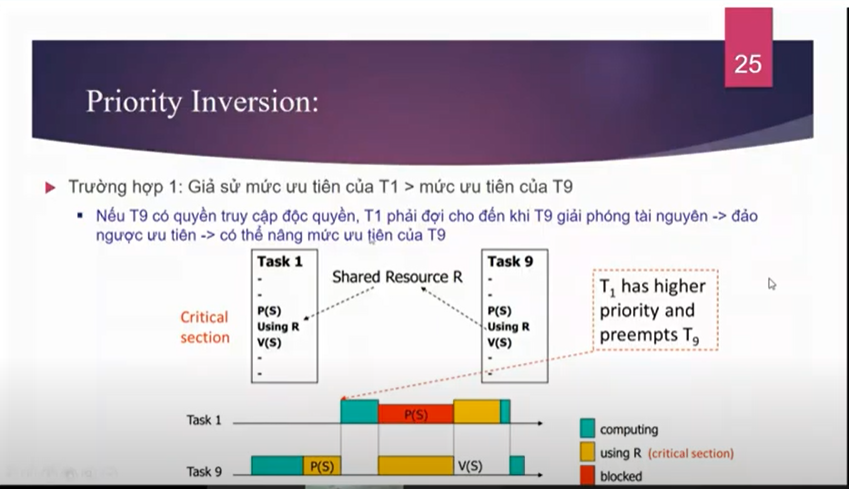 25
Priority Inversion:
Trường hợp 1: Giả sử mức ưu tiên của T1 > mức ưu tiên của T9
Nếu T9 có quyền truy cập độc quyền, T1 phải đợi cho đến khi T9 giải phóng tài nguyên -> đảo
ngược ưu tiên -> có thể nâng mức ưu tiên của T9
Task 1
-
-
P(S)
Using R
V(S)
-
-
Critical
section
Shared Resource R
Task 9
-
-
P(S)
Using R
V(S)
-
-
T1 has higher
priority and
preempts T9
Task 1
P(S)
Task 9
P(S)
V(S)
computing
using R (critical section)
blocked